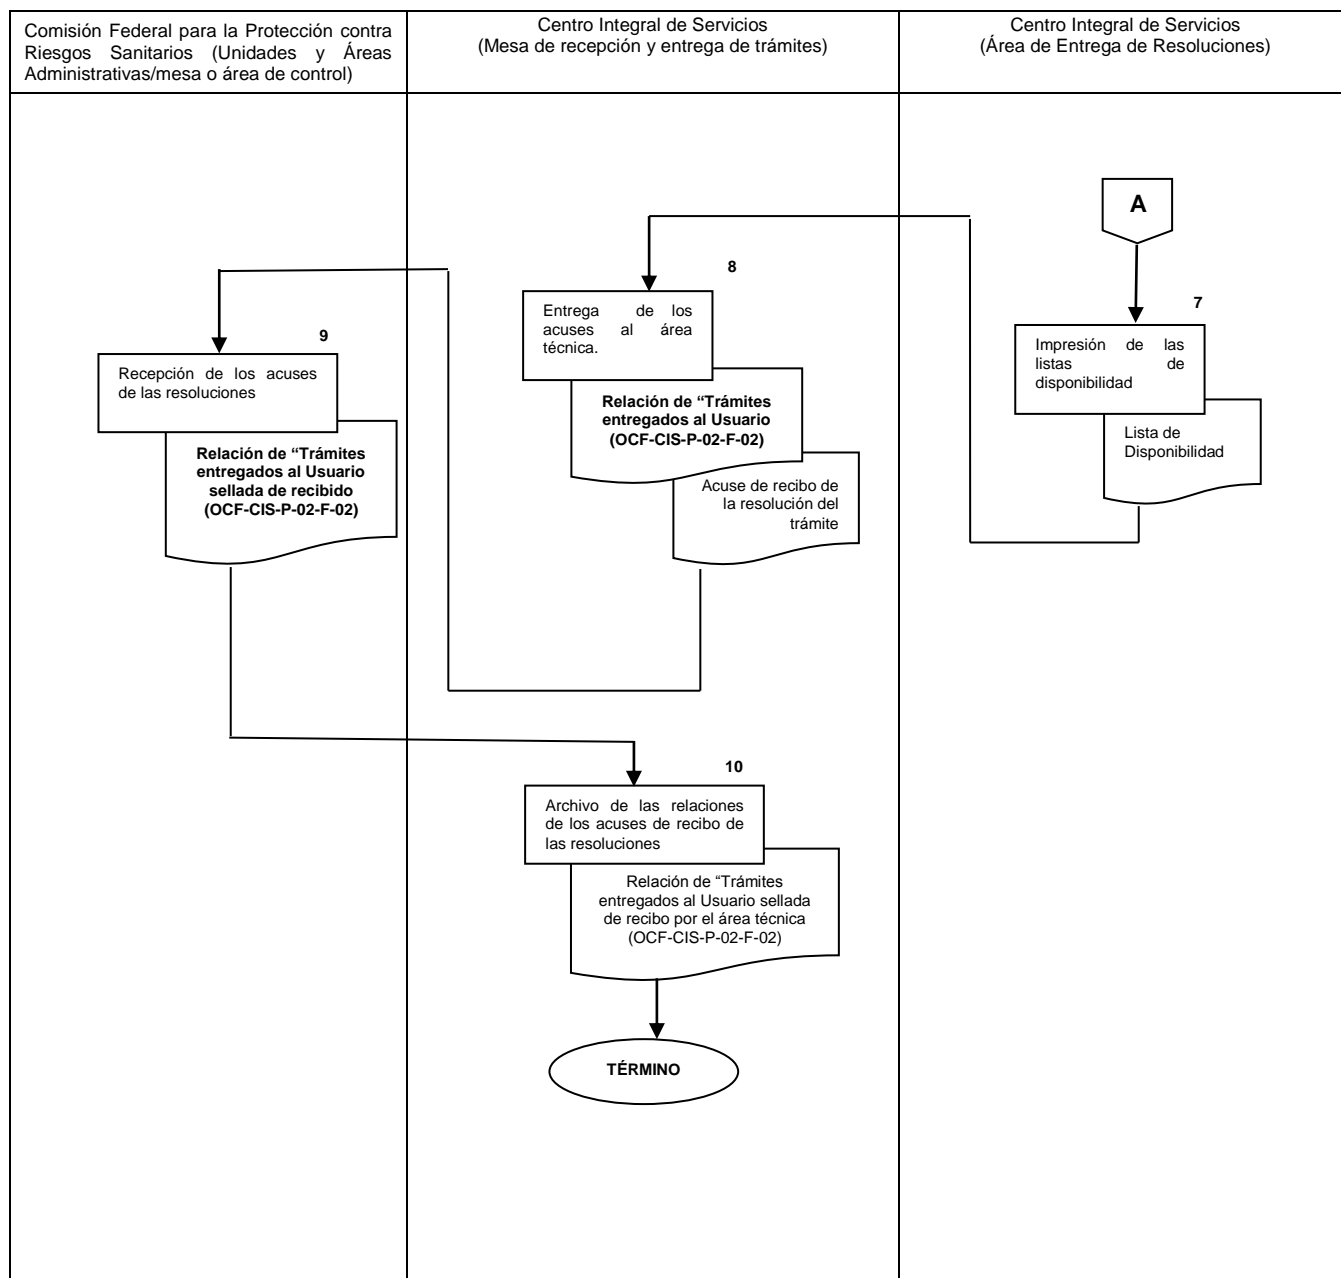 Comisión Federal para la Protección contra
Riesgos Sanitarios (Unidades y Áreas
Administrativas/mesa o área de control)
Centro Integral de Servicios
(Mesa de recepción y entrega de trámites)
Centro Integral de Servicios
(Área de Entrega de Resoluciones)
A
7
Impresión de las
listas de
disponibilidad
Lista de
Disponibilidad
8
Entrega de los
acuses al área
técnica.
Relación de “Trámites
entregados al Usuario
(OCF-CIS-P-02-F-02)
Acuse de recibo de
la resolución del
trámite
9
Recepción de los acuses
de las resoluciones
Relación de “Trámites
entregados al Usuario
sellada de recibido
(OCF-CIS-P-02-F-02)
10
Archivo de las relaciones
de los acuses de recibo de
las resoluciones
Relación de “Trámites
entregados al Usuario sellada
de recibo por el área técnica
(OCF-CIS-P-02-F-02)
TÉRMINO